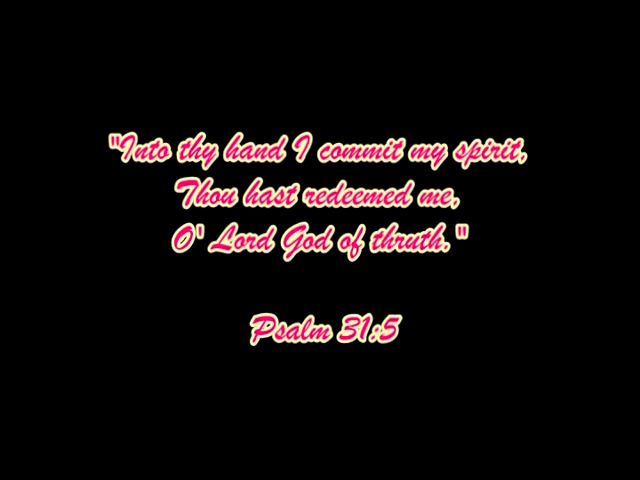 "Into thy hand I commit my spirit,
Thou hast redeemed me,
O' Lord God of thruth."
Psalm 31:5